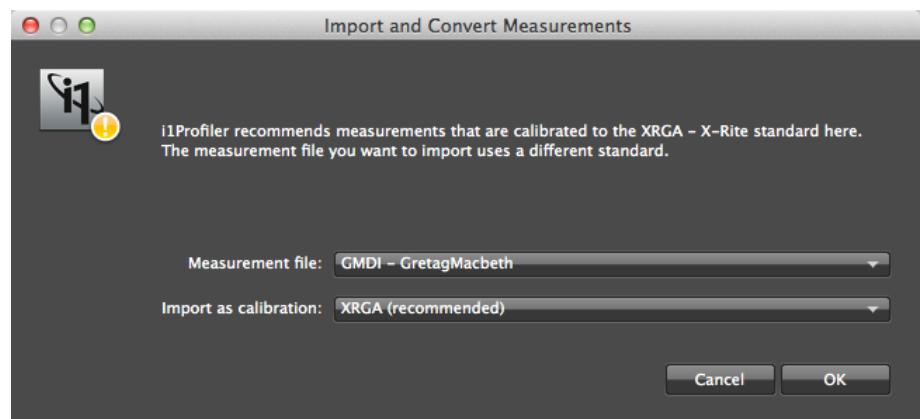 Import and Convert Measurements
i1
i1Profiler recommends measurements that are calibrated to the XRGA – X-Rite standard here.
The measurement file you want to import uses a different standard.
Measurement file: GMDI – GretagMacbeth
Import as calibration: XRGA (recommended)
Cancel OK